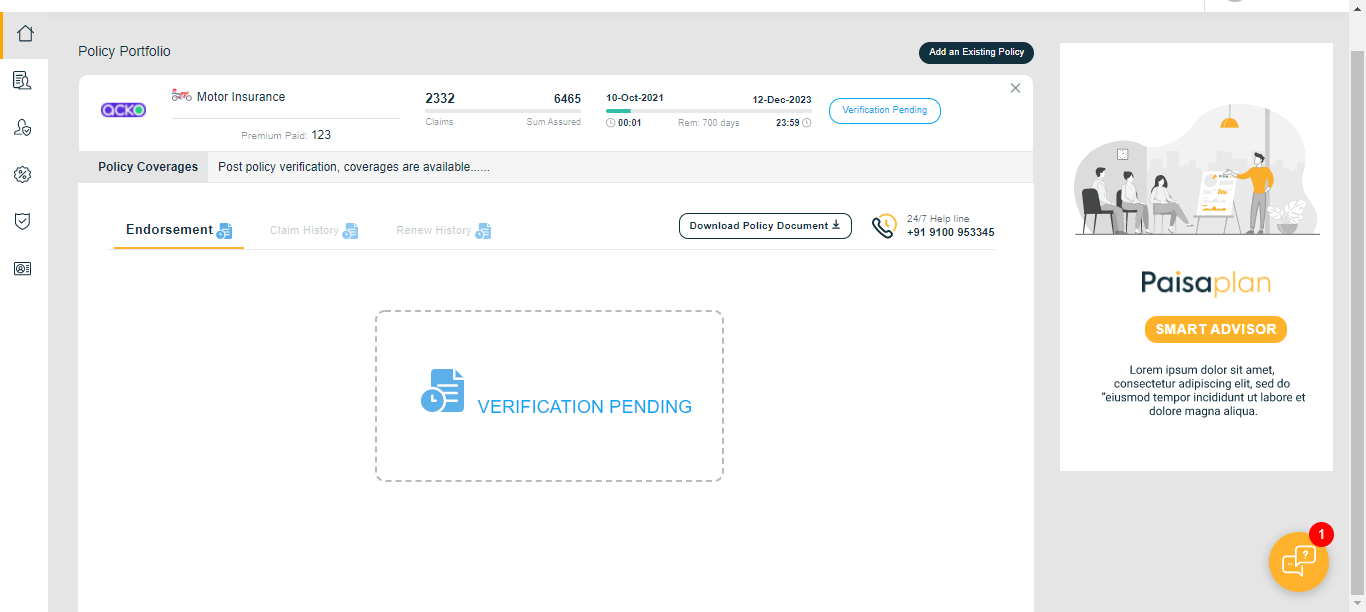 Policy Portfolio
Add an Existing Policy
ACKO
Motor Insurance
Premium Paid: 123
2332 6465
Claims Sum Assured
10-Oct-2021 12-Dec-2023
00:01 Rem: 700 days 23:59
Verification Pending
Policy Coverages Post policy verification, coverages are available......
Endorsement Claim History Renew History
Download Policy Document
24/7 Help line
+91 9100 953345
VERIFICATION PENDING
Paisaplan
SMART ADVISOR
Lorem ipsum dolor sit amet,
consectetur adipiscing elit, sed do
"eiusmod tempor incididunt ut labore et
dolore magna aliqua.
1